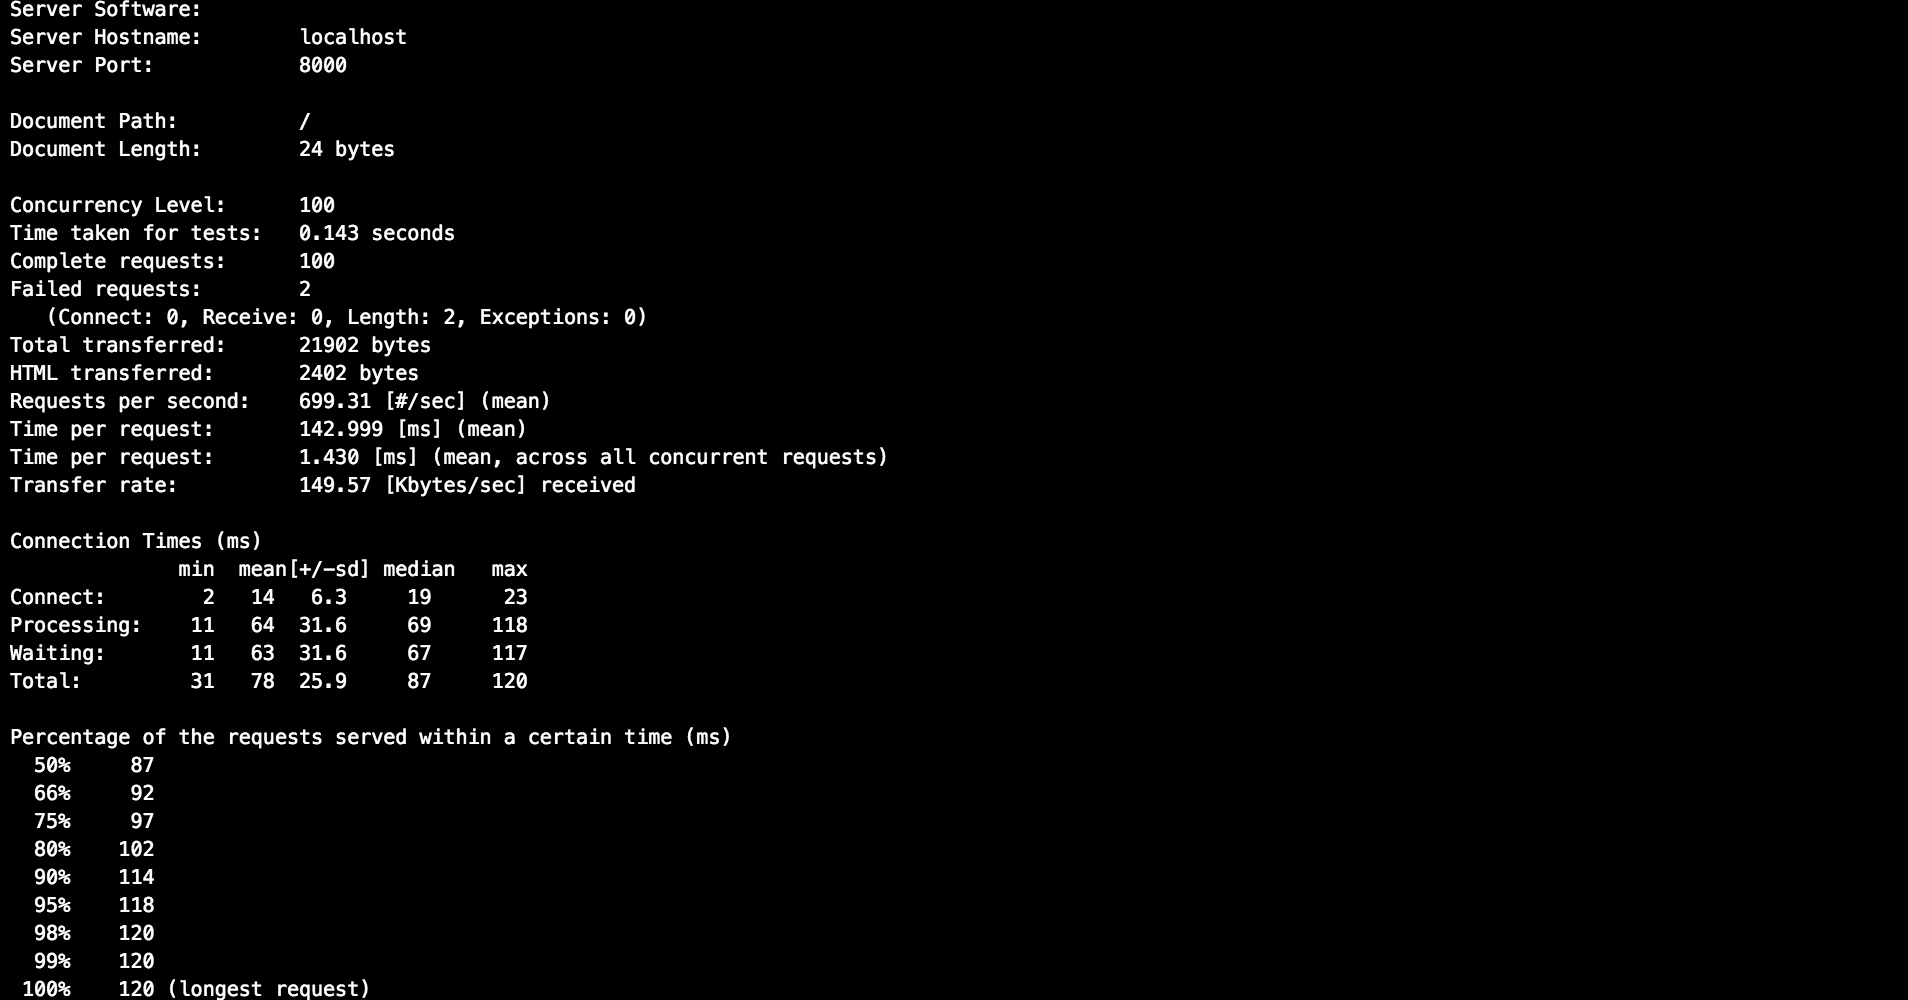 Server Software:
Server Hostname:        localhost
Server Port:            8000

Document Path:          /
Document Length:        24 bytes

Concurrency Level:      100
Time taken for tests:   0.143 seconds
Complete requests:      100
Failed requests:        2
   (Connect: 0, Receive: 0, Length: 2, Exceptions: 0)
Total transferred:      21902 bytes
HTML transferred:       2402 bytes
Requests per second:    699.31 [#/sec] (mean)
Time per request:       142.999 [ms] (mean)
Time per request:       1.430 [ms] (mean, across all concurrent requests)
Transfer rate:          149.57 [Kbytes/sec] received

Connection Times (ms)
              min  mean[+/-sd] median   max
Connect:        2   14   6.3     19      23
Processing:    11   64  31.6     69     118
Waiting:       11   63  31.6     67     117
Total:         31   78  25.9     87     120

Percentage of the requests served within a certain time (ms)
  50%     87
  66%     92
  75%     97
  80%    102
  90%    114
  95%    118
  98%    120
  99%    120
 100%    120 (longest request)